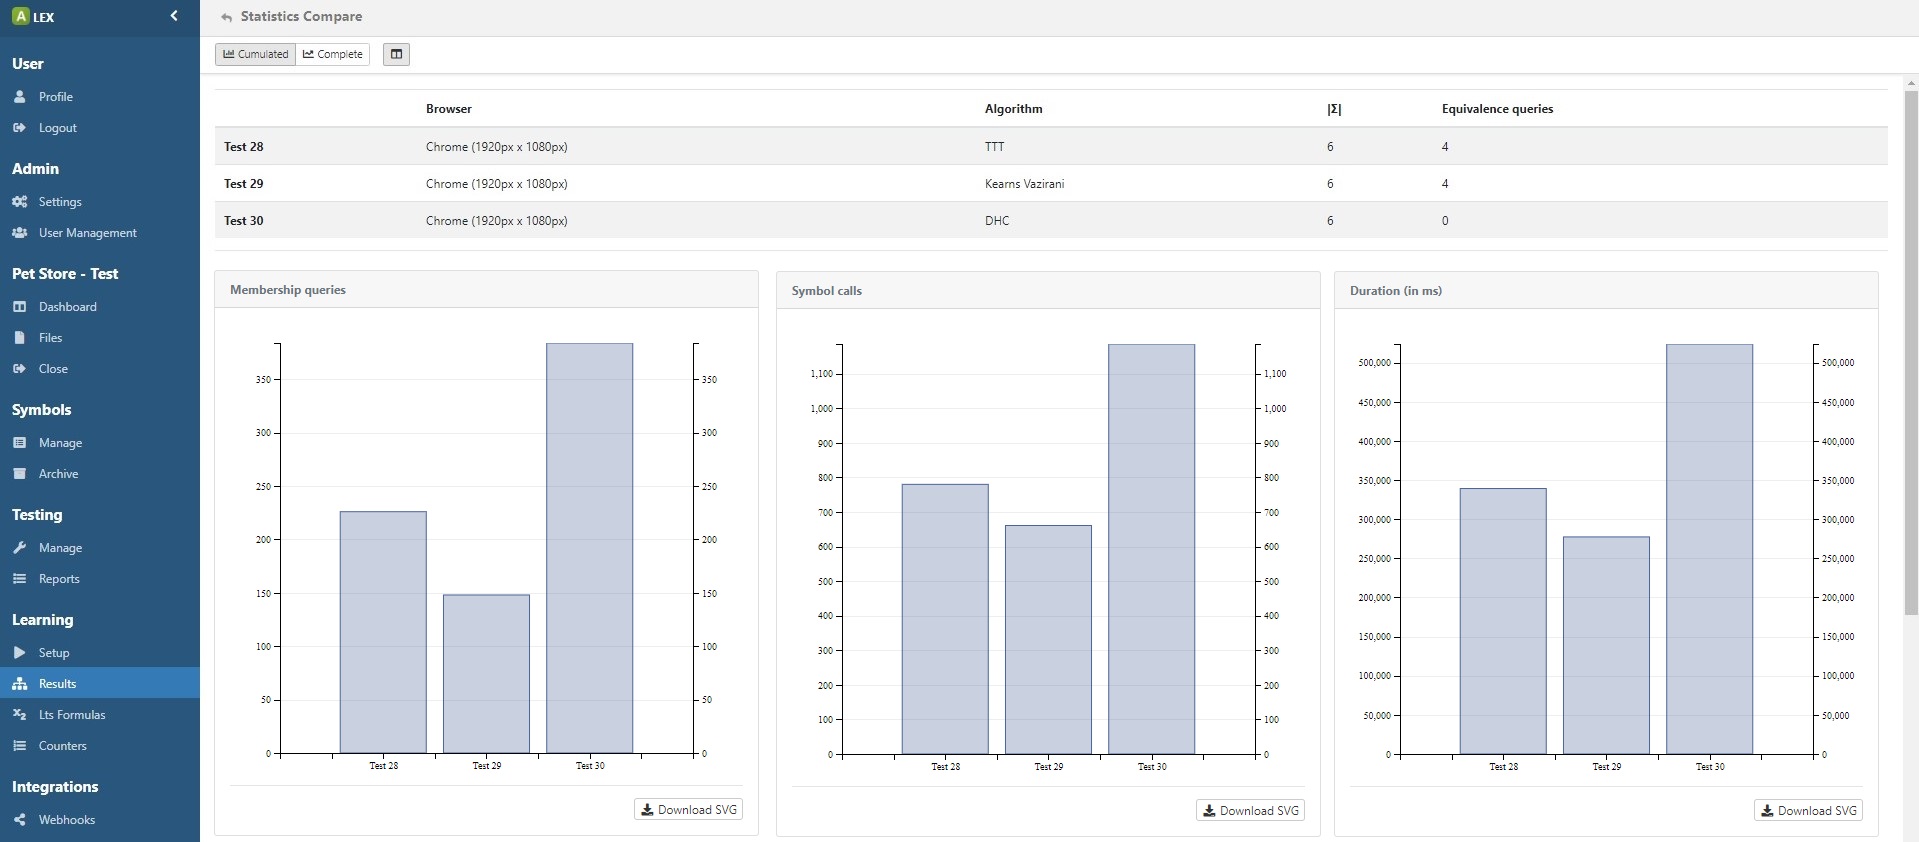 A LEX
User
Profile
Logout
Admin
Settings
User Management
Pet Store - Test
Dashboard
Files
Close
Symbols
Manage
Archive
Testing
Manage
Reports
Learning
Setup
Results
Lts Formulas
Counters
Integrations
Webhooks
Statistics Compare
Cumulated Complete
Browser Algorithm |Σ| Equivalence queries
Test 28 Chrome (1920px x 1080px) TTT 6 4
Test 29 Chrome (1920px x 1080px) Kearns Vazirani 6 4
Test 30 Chrome (1920px x 1080px) DHC 6 0
Membership queries
350 350
300 300
250 250
200 200
150 150
100 100
50 50
0 0
Test 28 Test 29 Test 30
Download SVG
Symbol calls
1,100 1,100
1,000 1,000
900 900
800 800
700 700
600 600
500 500
400 400
300 300
200 200
100 100
0 0
Test 28 Test 29 Test 30
Download SVG
Duration (in ms)
500,000 500,000
450,000 450,000
400,000 400,000
350,000 350,000
300,000 300,000
250,000 250,000
200,000 200,000
150,000 150,000
100,000 100,000
50,000 50,000
0 0
Test 28 Test 29 Test 30
Download SVG